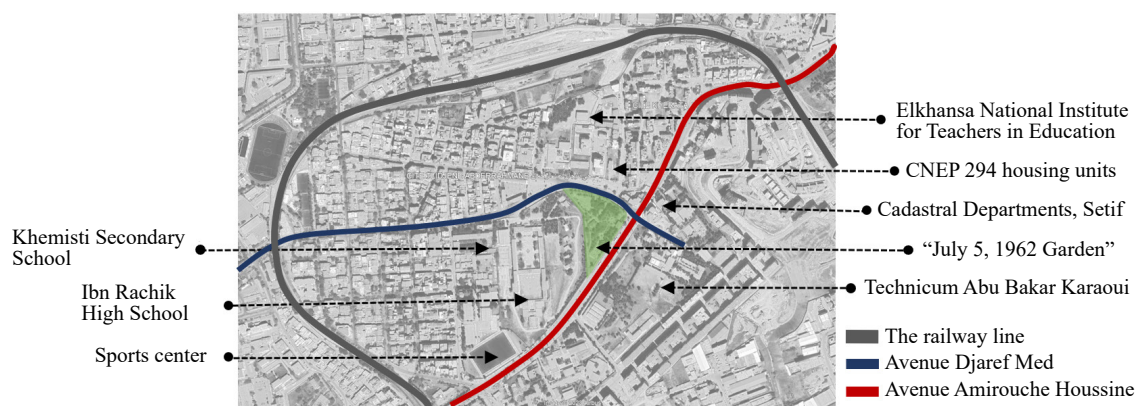 Elkhansa National Institute
for Teachers in Education
CNEP 294 housing units
Cadastral Departments, Setif
Khemisti Secondary
School
“July 5, 1962 Garden”
Technicum Abu Bakar Karaoui
Ibn Rachik
High School
Sports center
The railway line
Avenue Djaref Med
Avenue Amirouche Houssine